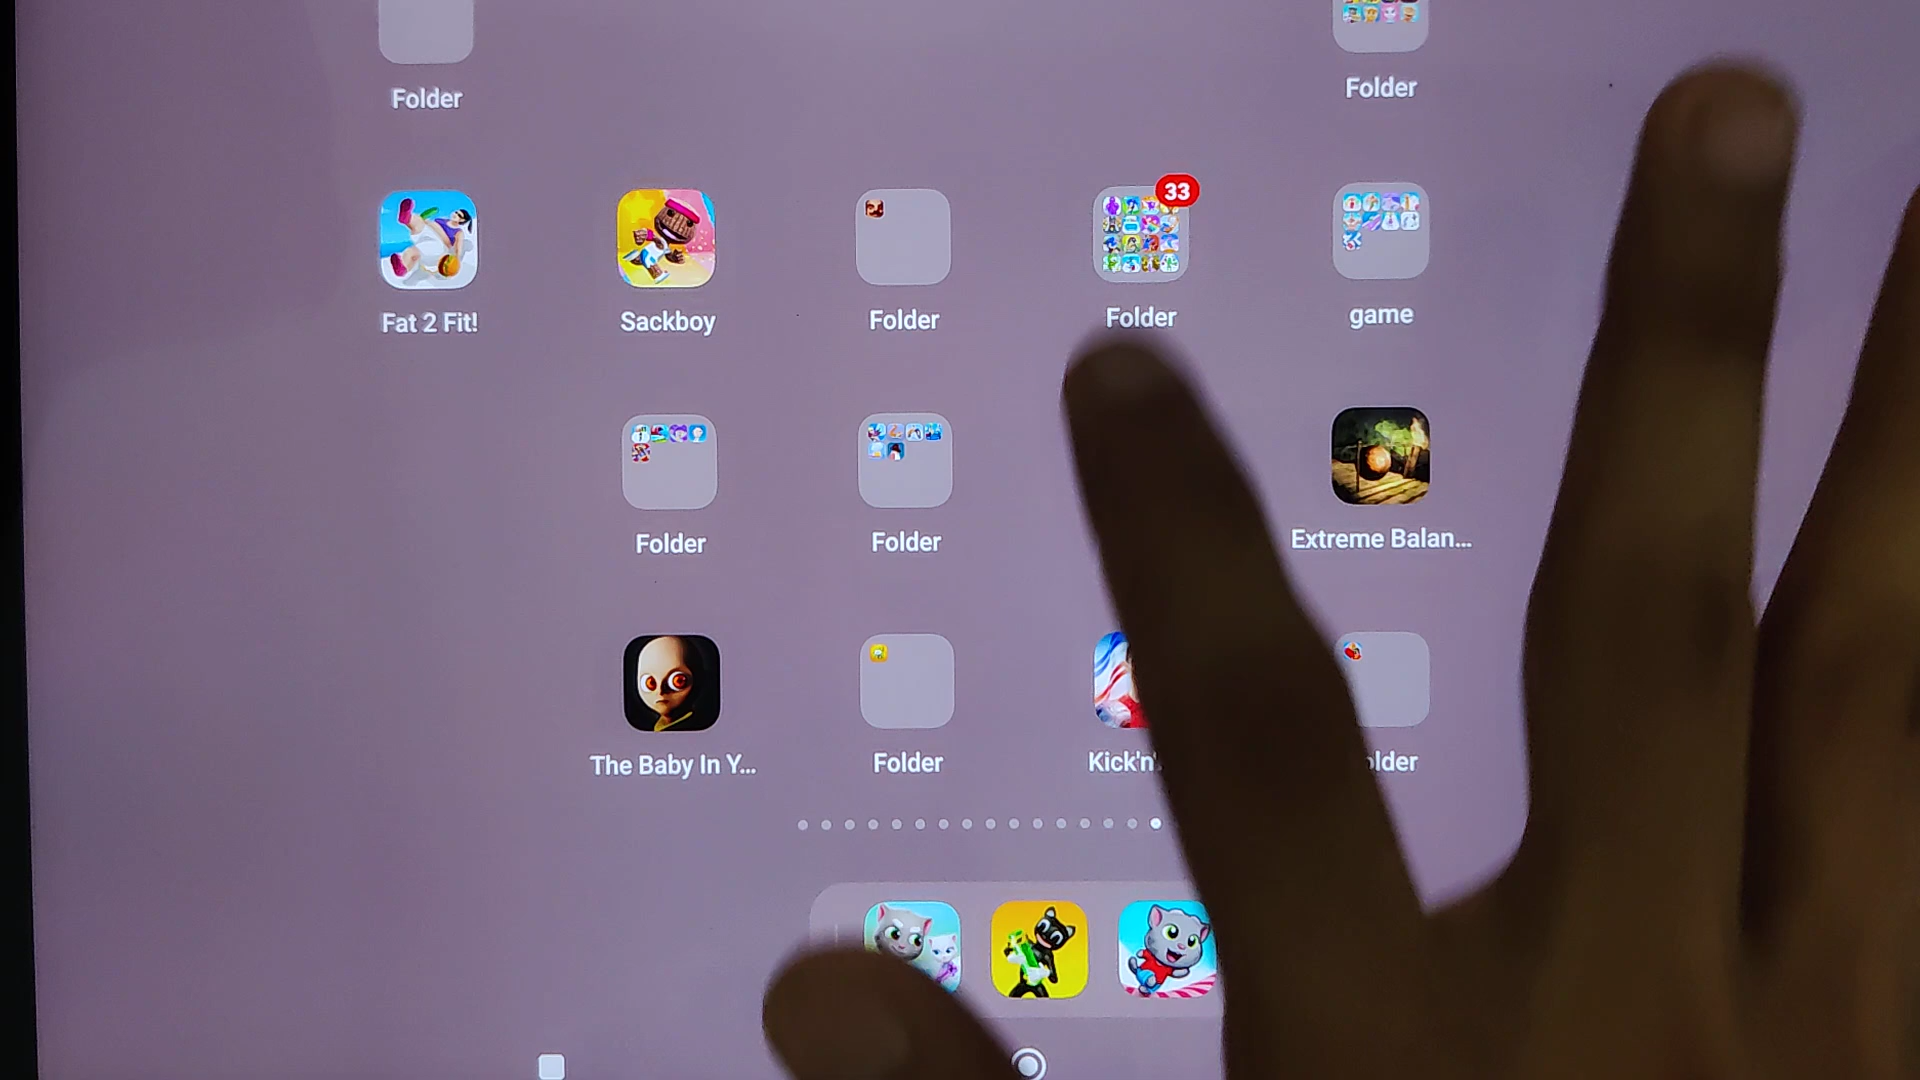 Folder
Folder
33
Fat 2 Fit!
Sackboy
Folder
Folder
game
Folder
Folder
Extreme Balan...
The Baby In Y...
Folder
Kick'n'
older